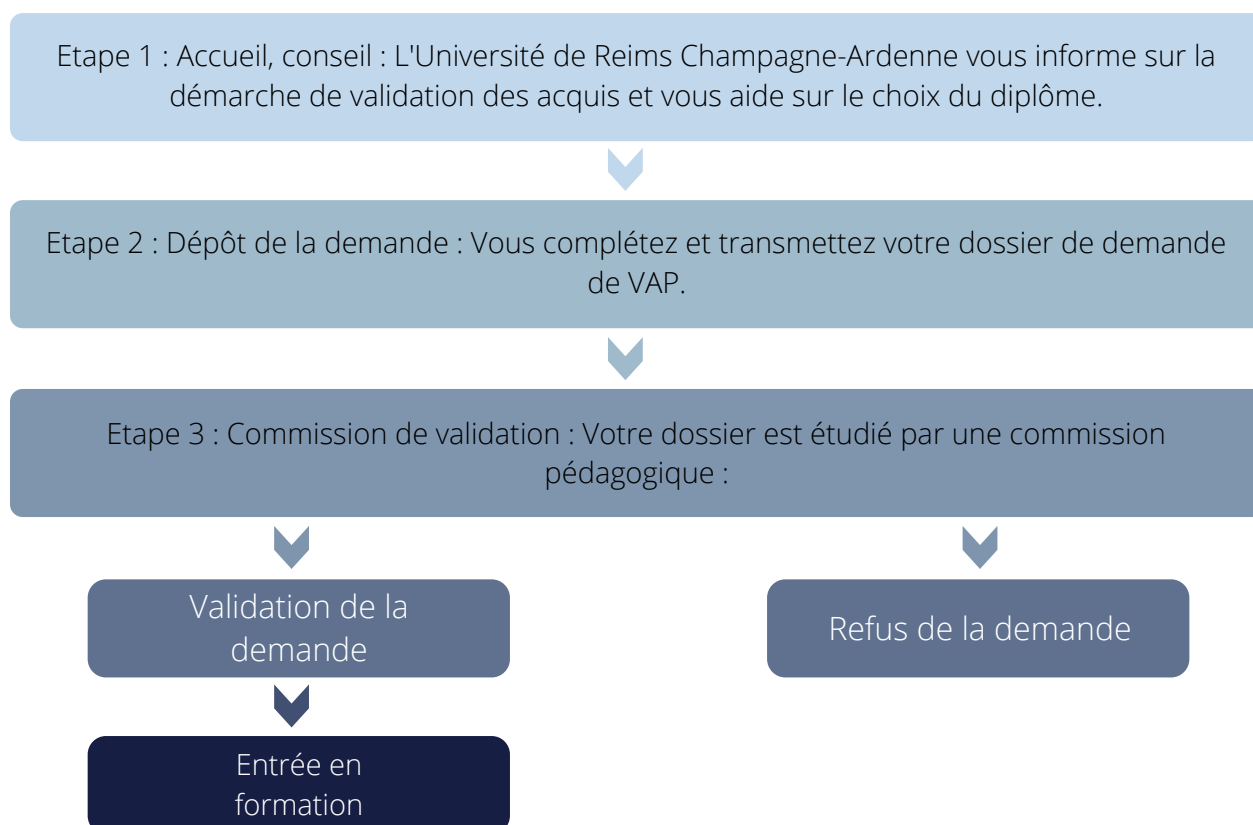 Etape 1 : Accueil, conseil : L'Université de Reims Champagne-Ardenne vous informe sur la
démarche de validation des acquis et vous aide sur le choix du diplôme.
Etape 2 : Dépôt de la demande : Vous complétez et transmettez votre dossier de demande
de VAP.
Etape 3 : Commission de validation : Votre dossier est étudié par une commission
pédagogique :
Validation de la
demande
Refus de la demande
Entrée en
formation